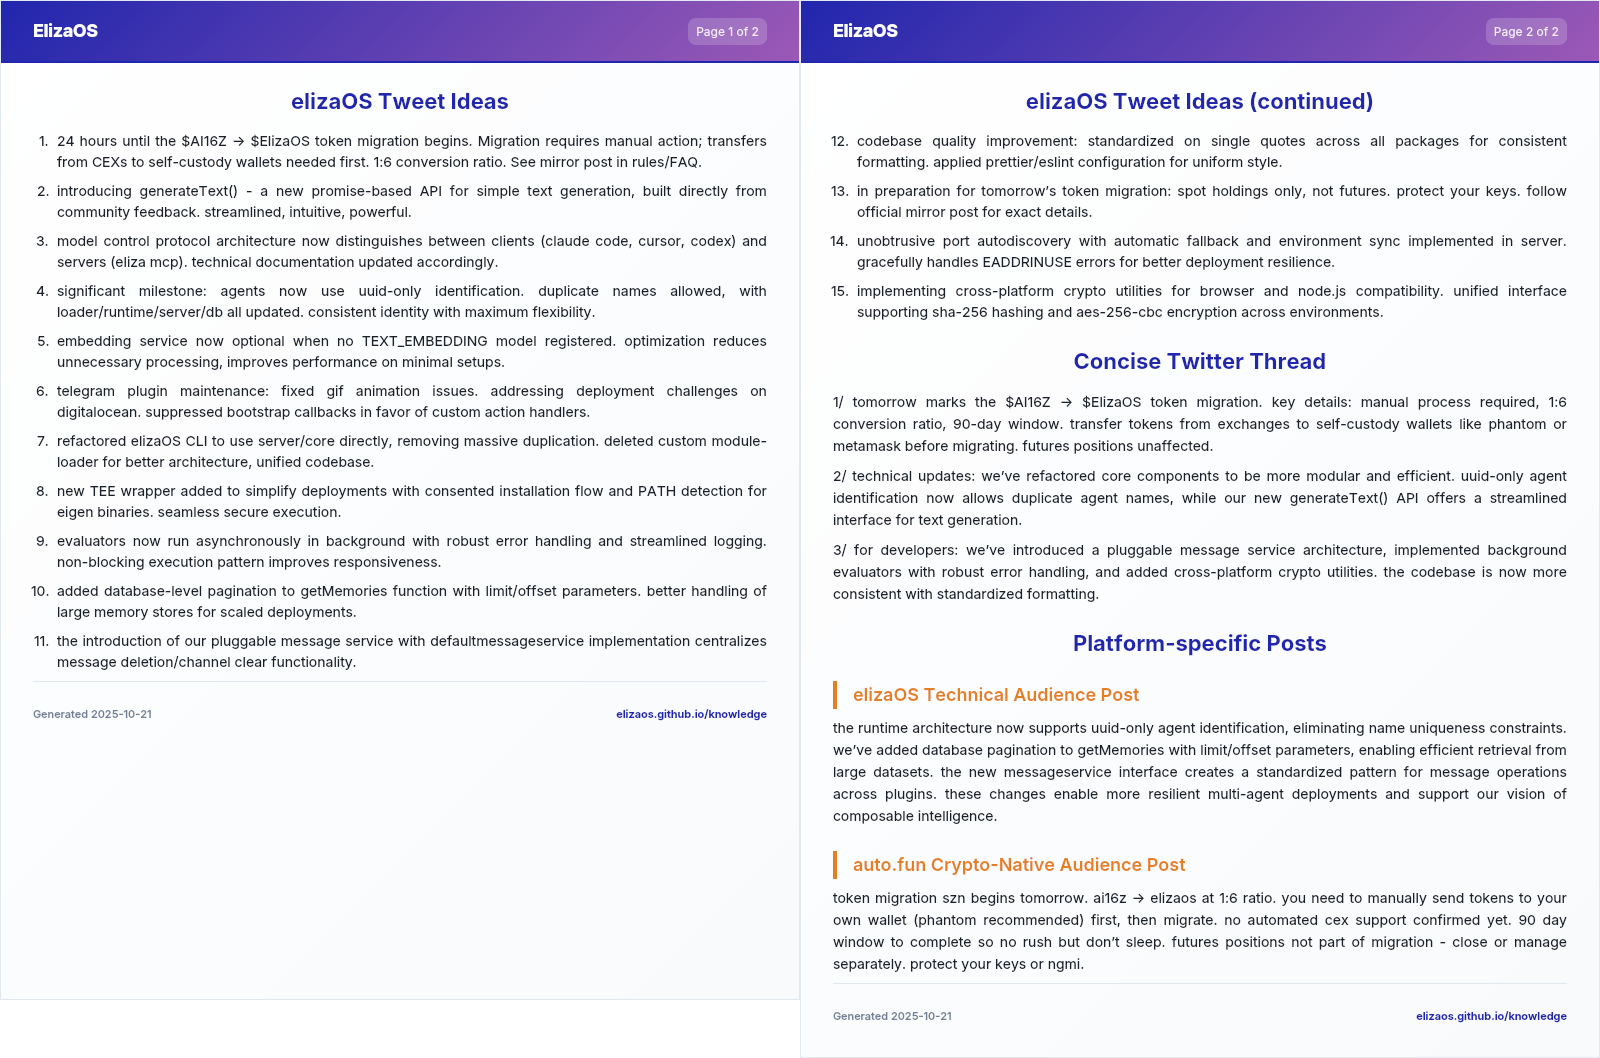 ElizaOS
Page 1 of 2
elizaOS Tweet Ideas
1. 24 hours until the $AI16Z → $ElizaOS token migration begins. Migration requires manual action; transfers
from CEXs to self-custody wallets needed first. 1:6 conversion ratio. See mirror post in rules/FAQ.
2. introducing generateText() - a new promise-based API for simple text generation, built directly from
community feedback. streamlined, intuitive, powerful.
3. model control protocol architecture now distinguishes between clients (claude code, cursor, codex) and
servers (eliza mcp). technical documentation updated accordingly.
4. significant milestone: agents now use uuid-only identification. duplicate names allowed, with
loader/runtime/server/db all updated. consistent identity with maximum flexibility.
5. embedding service now optional when no TEXT_EMBEDDING model registered. optimization reduces
unnecessary processing, improves performance on minimal setups.
6. telegram plugin maintenance: fixed gif animation issues. addressing deployment challenges on
digitalocean. suppressed bootstrap callbacks in favor of custom action handlers.
7. refactored elizaOS CLI to use server/core directly, removing massive duplication. deleted custom module-
loader for better architecture, unified codebase.
8. new TEE wrapper added to simplify deployments with consented installation flow and PATH detection for
eigen binaries. seamless secure execution.
9. evaluators now run asynchronously in background with robust error handling and streamlined logging.
non-blocking execution pattern improves responsiveness.
10. added database-level pagination to getMemories function with limit/offset parameters. better handling of
large memory stores for scaled deployments.
11. the introduction of our pluggable message service with defaultmessageservice implementation centralizes
message deletion/channel clear functionality.
Generated 2025-10-21
elizaos.github.io/knowledge
ElizaOS
Page 2 of 2
elizaOS Tweet Ideas (continued)
12. codebase quality improvement: standardized on single quotes across all packages for consistent
formatting. applied prettier/eslint configuration for uniform style.
13. in preparation for tomorrow's token migration: spot holdings only, not futures. protect your keys. follow
official mirror post for exact details.
14. unobtrusive port autodiscovery with automatic fallback and environment sync implemented in server.
gracefully handles EADDRINUSE errors for better deployment resilience.
15. implementing cross-platform crypto utilities for browser and node.js compatibility. unified interface
supporting sha-256 hashing and aes-256-cbc encryption across environments.
Concise Twitter Thread
1/ tomorrow marks the $AI16Z → $ElizaOS token migration. key details: manual process required, 1:6
conversion ratio, 90-day window. transfer tokens from exchanges to self-custody wallets like phantom or
metamask before migrating. futures positions unaffected.
2/ technical updates: we've refactored core components to be more modular and efficient. uuid-only agent
identification now allows duplicate agent names, while our new generateText() API offers a streamlined
interface for text generation.
3/ for developers: we've introduced a pluggable message service architecture, implemented background
evaluators with robust error handling, and added cross-platform crypto utilities. the codebase is now more
consistent with standardized formatting.
Platform-specific Posts
elizaOS Technical Audience Post
the runtime architecture now supports uuid-only agent identification, eliminating name uniqueness constraints.
we've added database pagination to getMemories with limit/offset parameters, enabling efficient retrieval from
large datasets. the new messageservice interface creates a standardized pattern for message operations
across plugins. these changes enable more resilient multi-agent deployments and support our vision of
composable intelligence.
auto.fun Crypto-Native Audience Post
token migration szn begins tomorrow. ai16z → elizaos at 1:6 ratio. you need to manually send tokens to your
own wallet (phantom recommended) first, then migrate. no automated cex support confirmed yet. 90 day
window to complete so no rush but don't sleep. futures positions not part of migration - close or manage
separately. protect your keys or ngmi.
Generated 2025-10-21
elizaos.github.io/knowledge